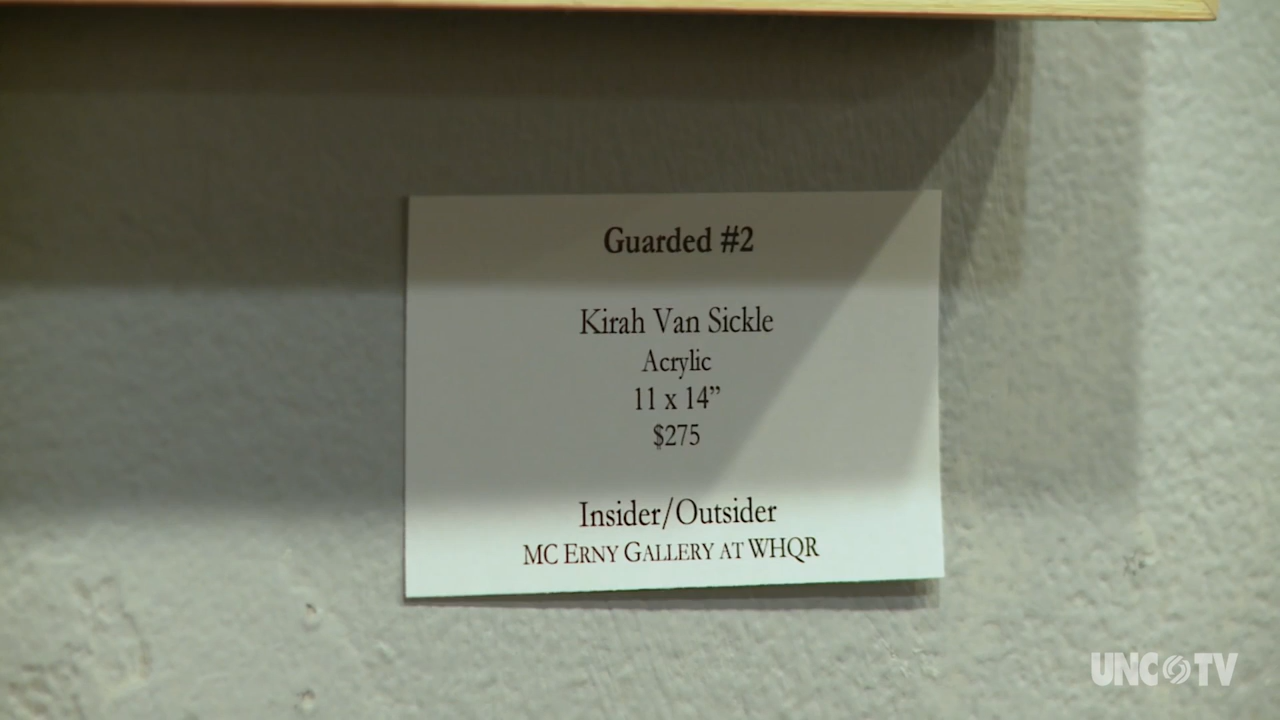 Guarded #2
Kirah Van Sickle
Acrylic
11 x 14”
$275
Insider/Outsider
MC ERNY GALLERY AT WHQR
UNC TV